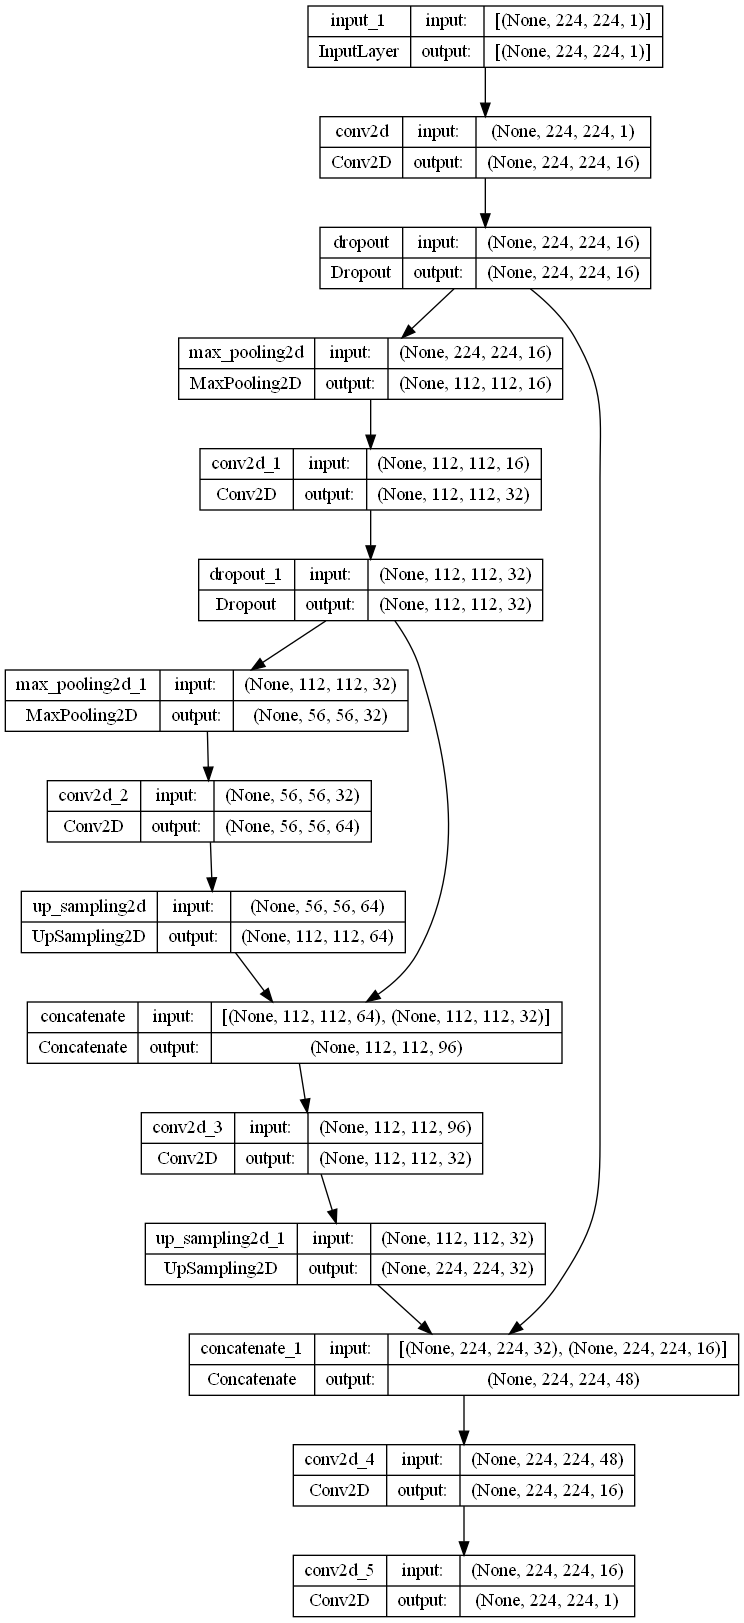 input_1 input: [(None, 224, 224, 1)]
InputLayer output: [(None, 224, 224, 1)]
conv2d input: (None, 224, 224, 1)
Conv2D output: (None, 224, 224, 16)
dropout input: (None, 224, 224, 16)
Dropout output: (None, 224, 224, 16)
max_pooling2d input: (None, 224, 224, 16)
MaxPooling2D output: (None, 112, 112, 16)
conv2d_1 input: (None, 112, 112, 16)
Conv2D output: (None, 112, 112, 32)
dropout_1 input: (None, 112, 112, 32)
Dropout output: (None, 112, 112, 32)
max_pooling2d_1 input: (None, 112, 112, 32)
MaxPooling2D output: (None, 56, 56, 32)
conv2d_2 input: (None, 56, 56, 32)
Conv2D output: (None, 56, 56, 64)
up_sampling2d input: (None, 56, 56, 64)
UpSampling2D output: (None, 112, 112, 64)
concatenate input: [(None, 112, 112, 64), (None, 112, 112, 32)]
Concatenate output: (None, 112, 112, 96)
conv2d_3 input: (None, 112, 112, 96)
Conv2D output: (None, 112, 112, 32)
up_sampling2d_1 input: (None, 112, 112, 32)
UpSampling2D output: (None, 224, 224, 32)
concatenate_1 input: [(None, 224, 224, 32), (None, 224, 224, 16)]
Concatenate output: (None, 224, 224, 48)
conv2d_4 input: (None, 224, 224, 48)
Conv2D output: (None, 224, 224, 16)
conv2d_5 input: (None, 224, 224, 16)
Conv2D output: (None, 224, 224, 1)